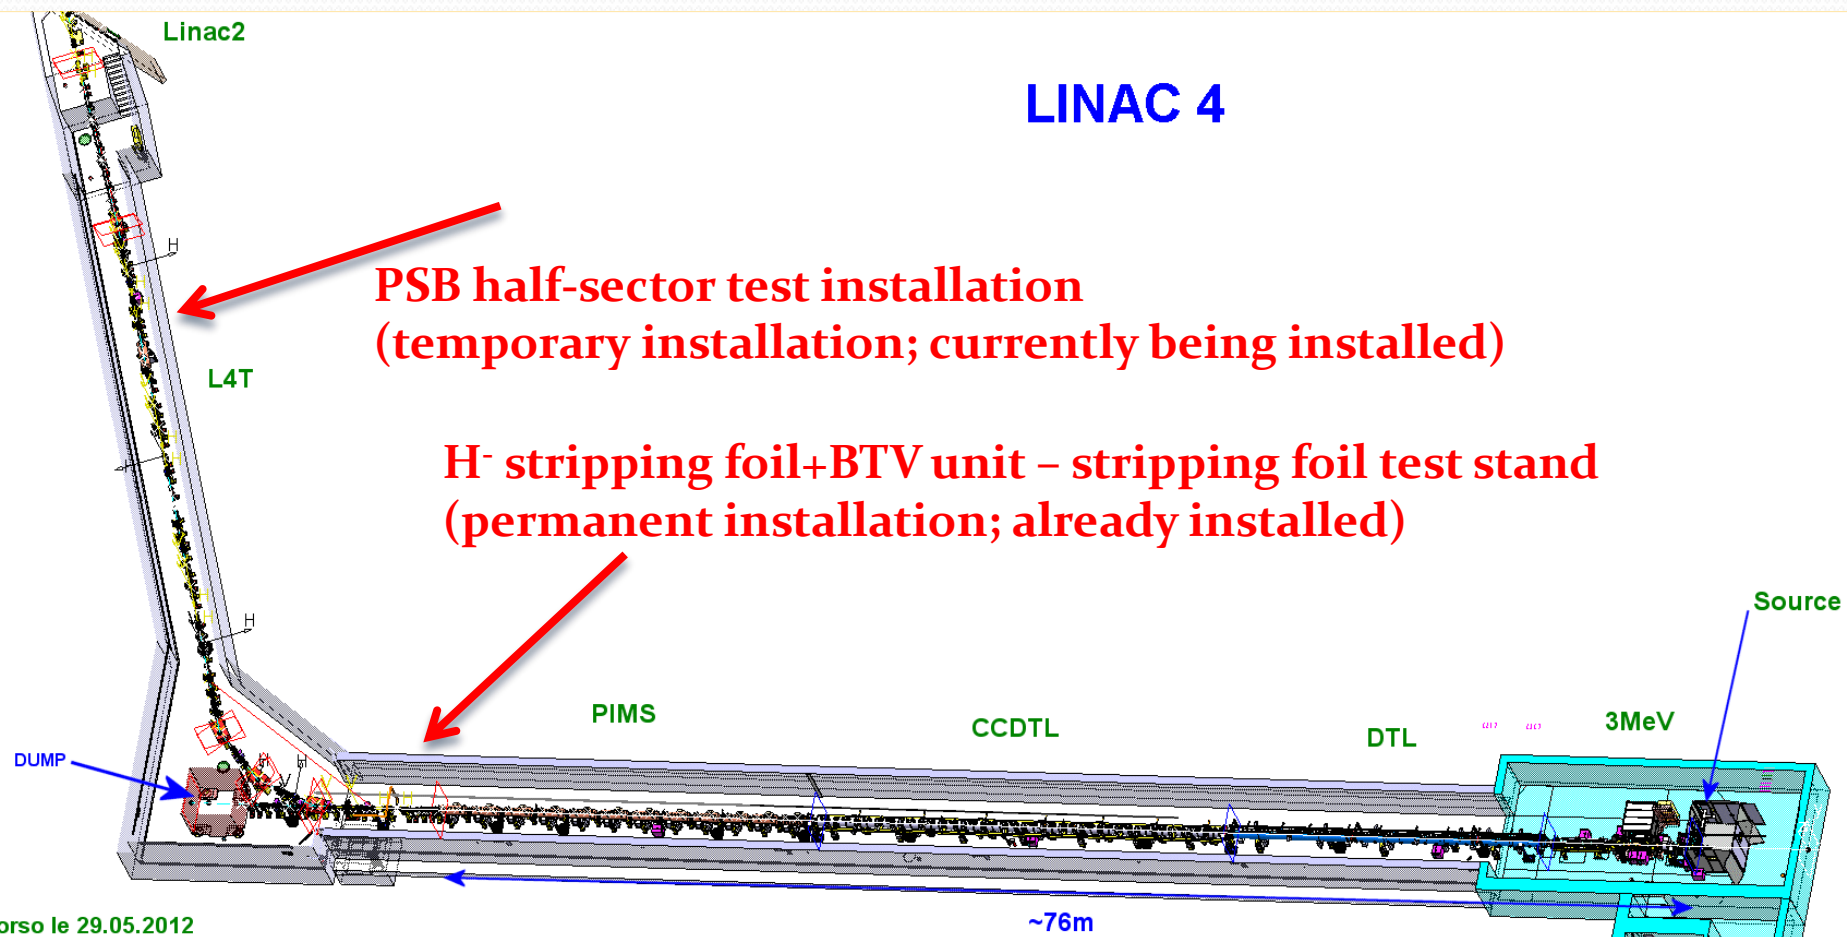 Linac2
LINAC 4
H
PSB half-sector test installation
(temporary installation; currently being installed)
L4T
H⁻ stripping foil+BTV unit – stripping foil test stand
(permanent installation; already installed)
Source
H
PIMS
CCDTL
DTL
3MeV
DUMP
H
V
~76m
orso le 29.05.2012